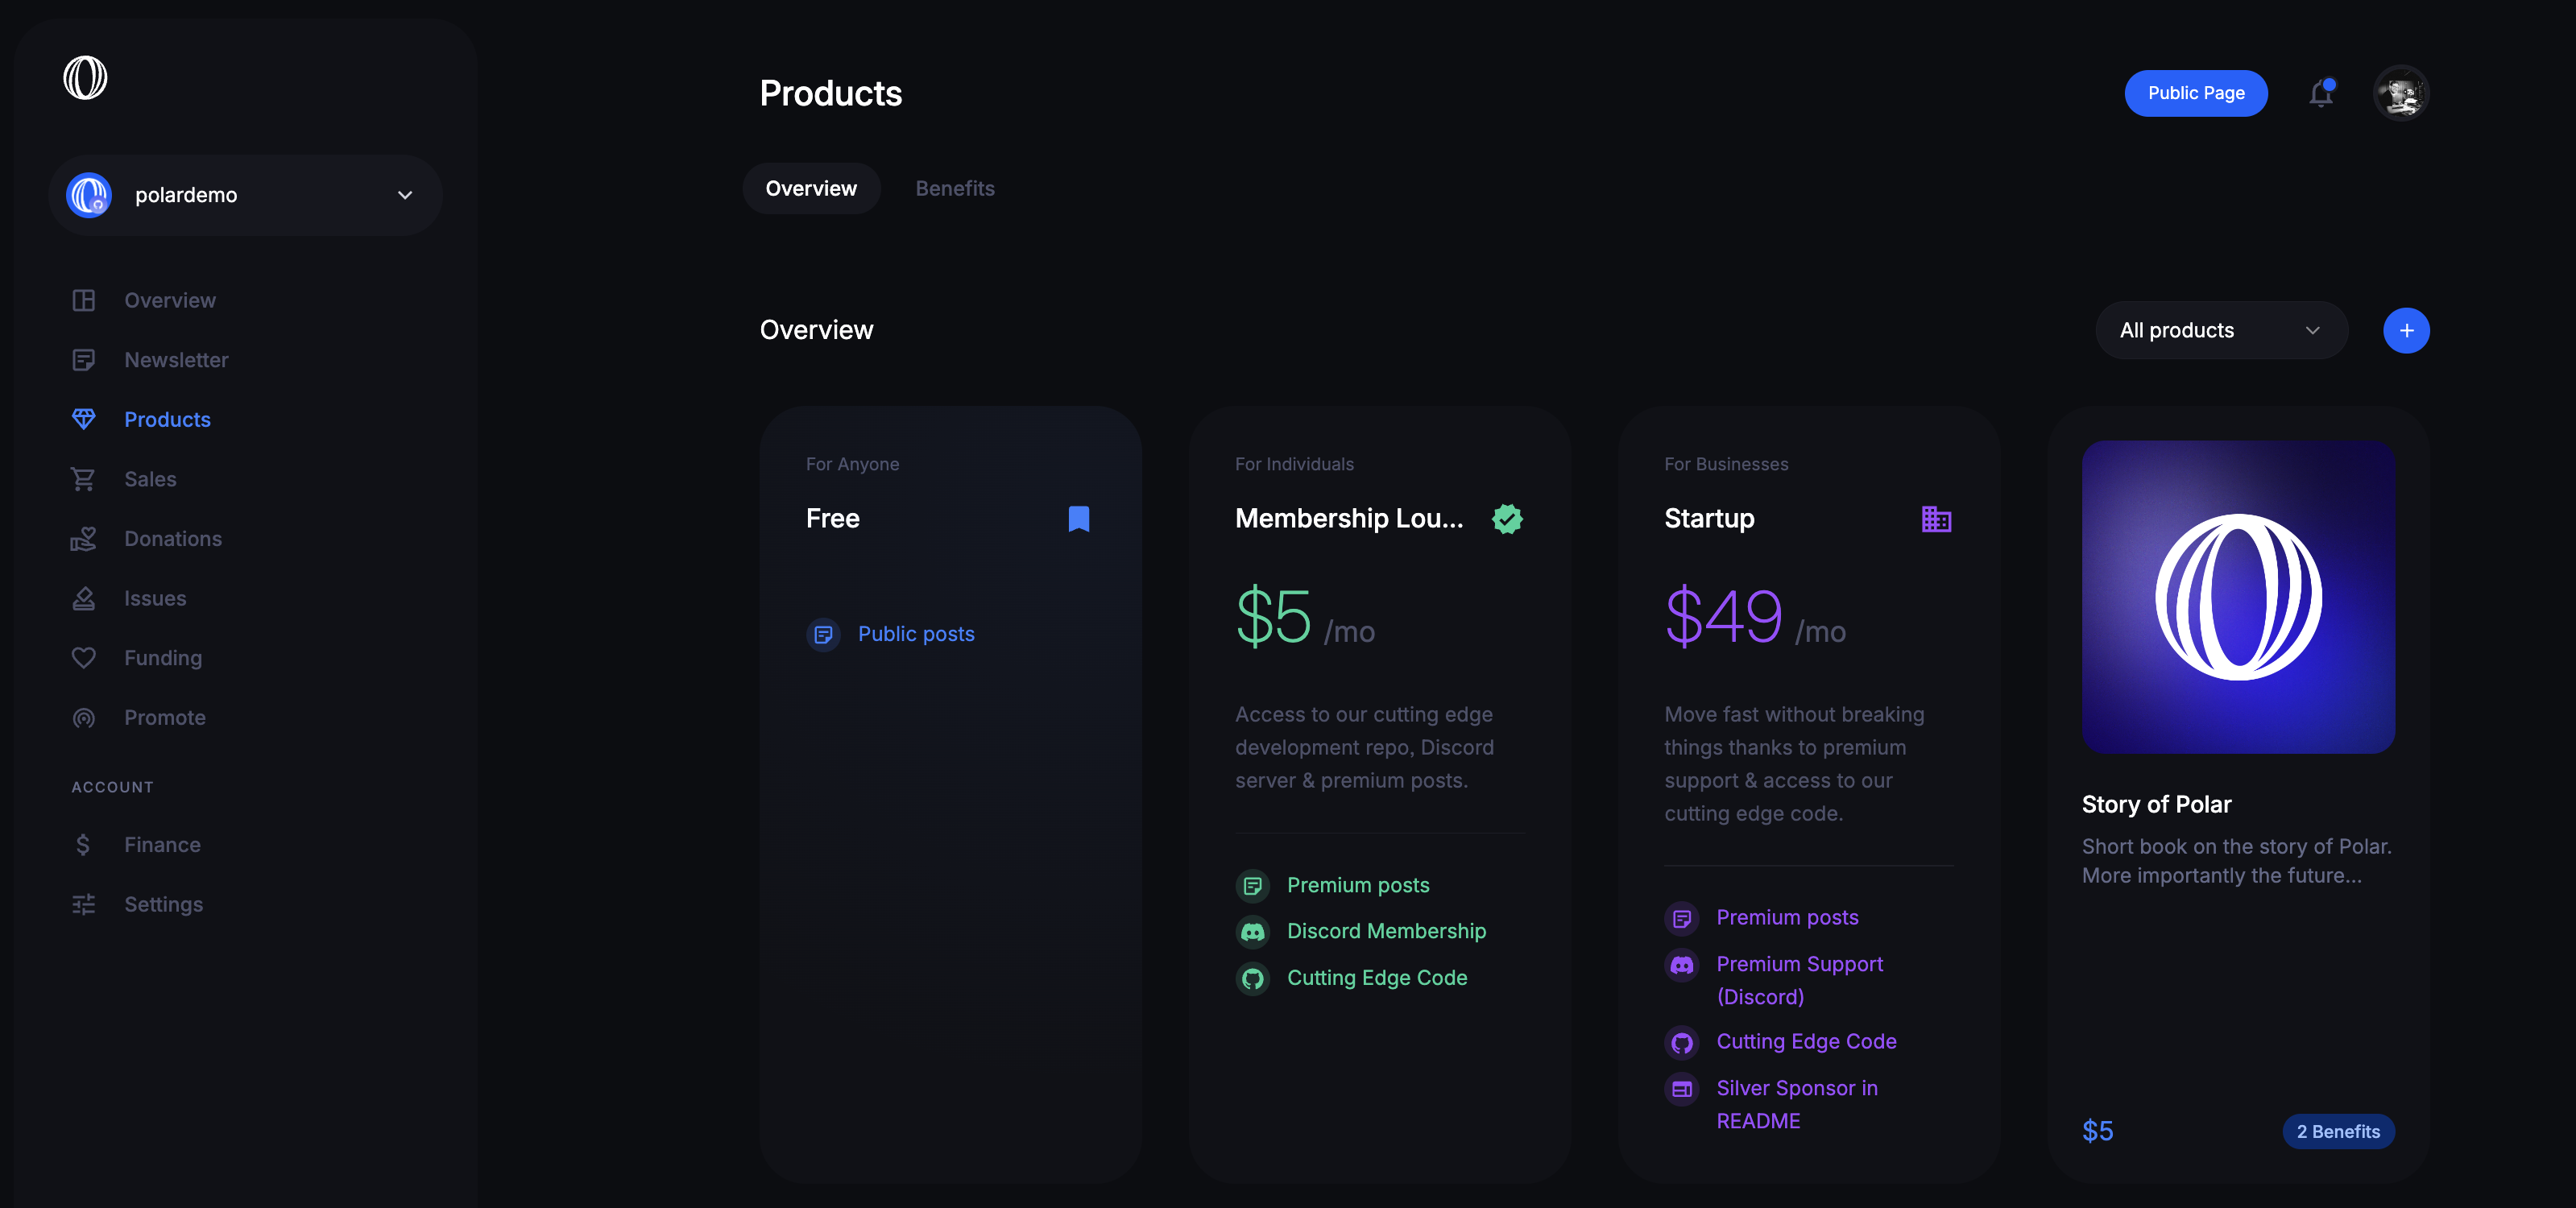 polardemo
Overview
Newsletter
Products
Sales
Donations
Issues
Funding
Promote
ACCOUNT
Finance
Settings
Products
Public Page
Overview
Benefits
Overview
All products
For Anyone
Free
Public posts
For Individuals
Membership Lou...
$5 /mo
Access to our cutting edge
development repo, Discord
server & premium posts.
Premium posts
Discord Membership
Cutting Edge Code
For Businesses
Startup
$49 /mo
Move fast without breaking
things thanks to premium
support & access to our
cutting edge code.
Premium posts
Premium Support
(Discord)
Cutting Edge Code
Silver Sponsor in
README
Story of Polar
Short book on the story of Polar.
More importantly the future...
$5
2 Benefits